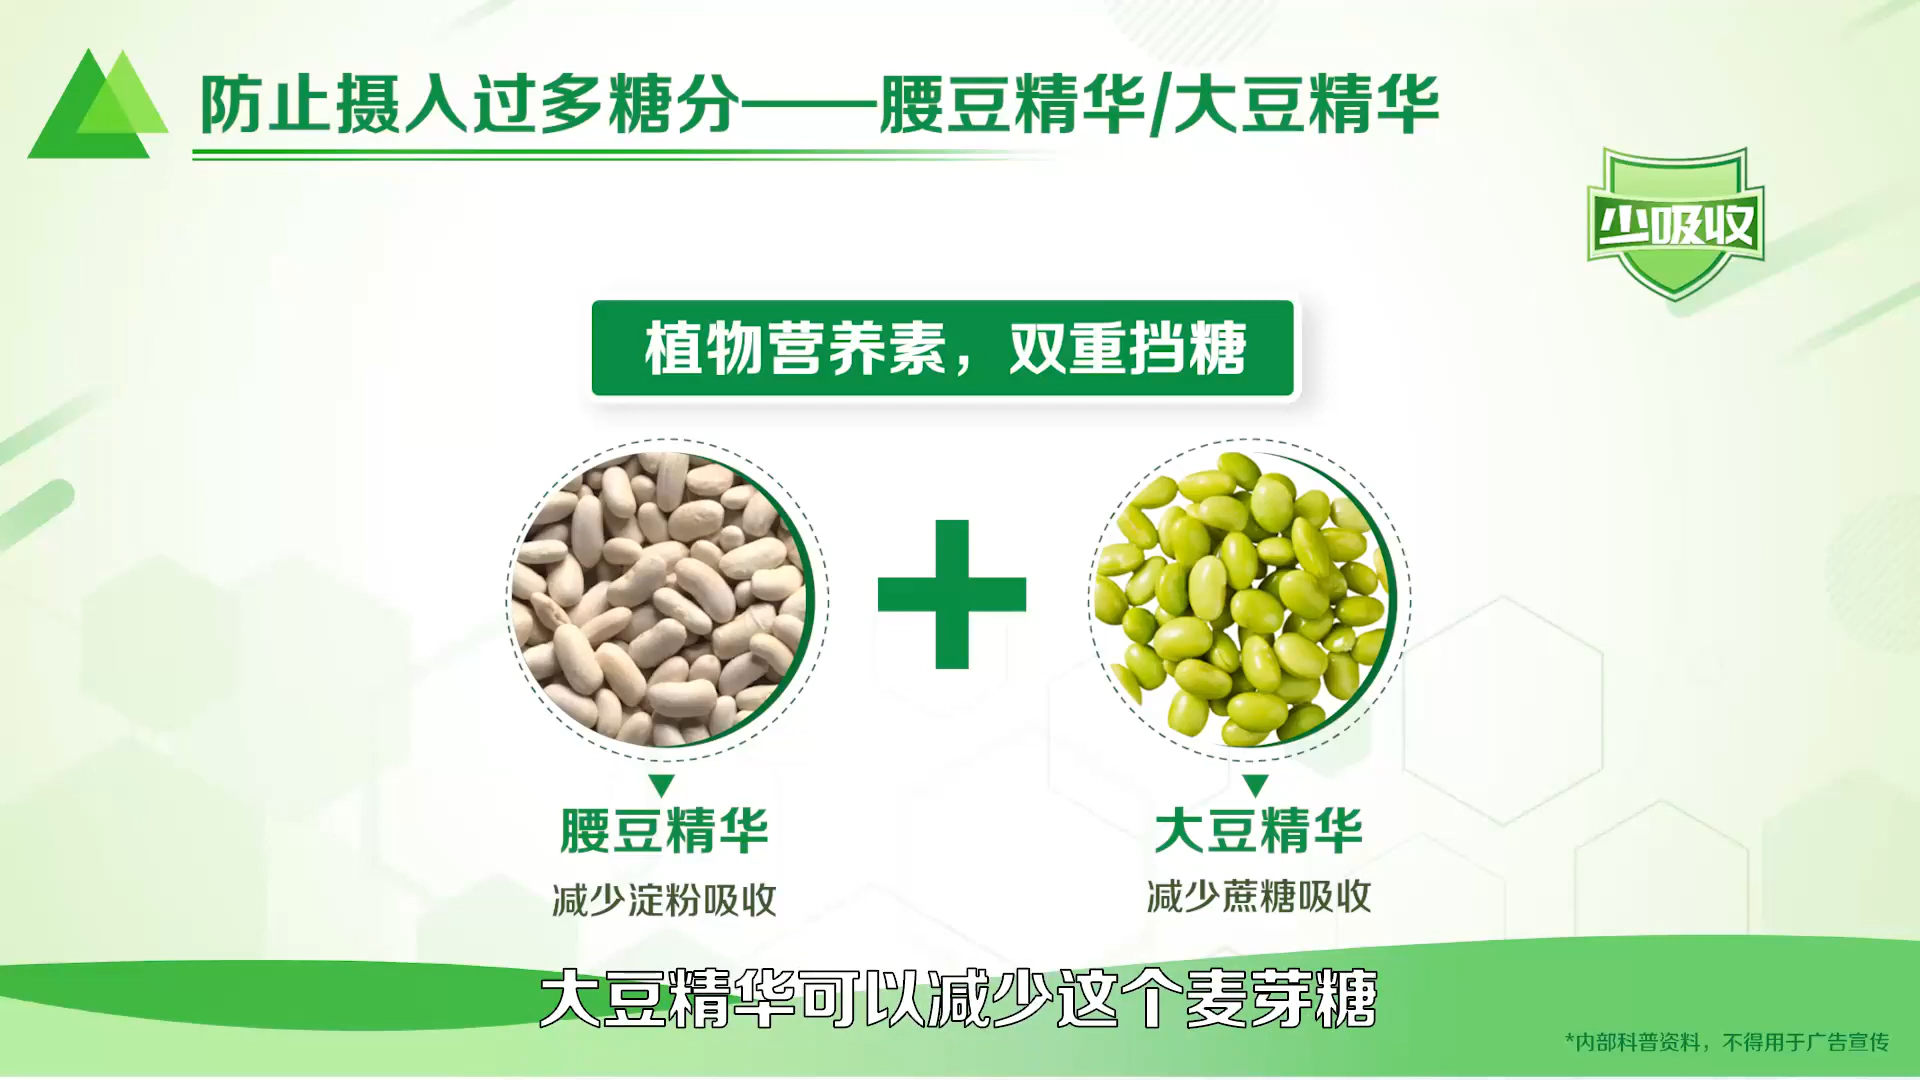 防止摄入过多糖分——腰豆精华/大豆精华
少吸收
植物营养素，双重挡糖
腰豆精华
减少淀粉吸收
大豆精华
减少蔗糖吸收
大豆精华可以减少这个麦芽糖
*内部科普资料，不得用于广告宣传